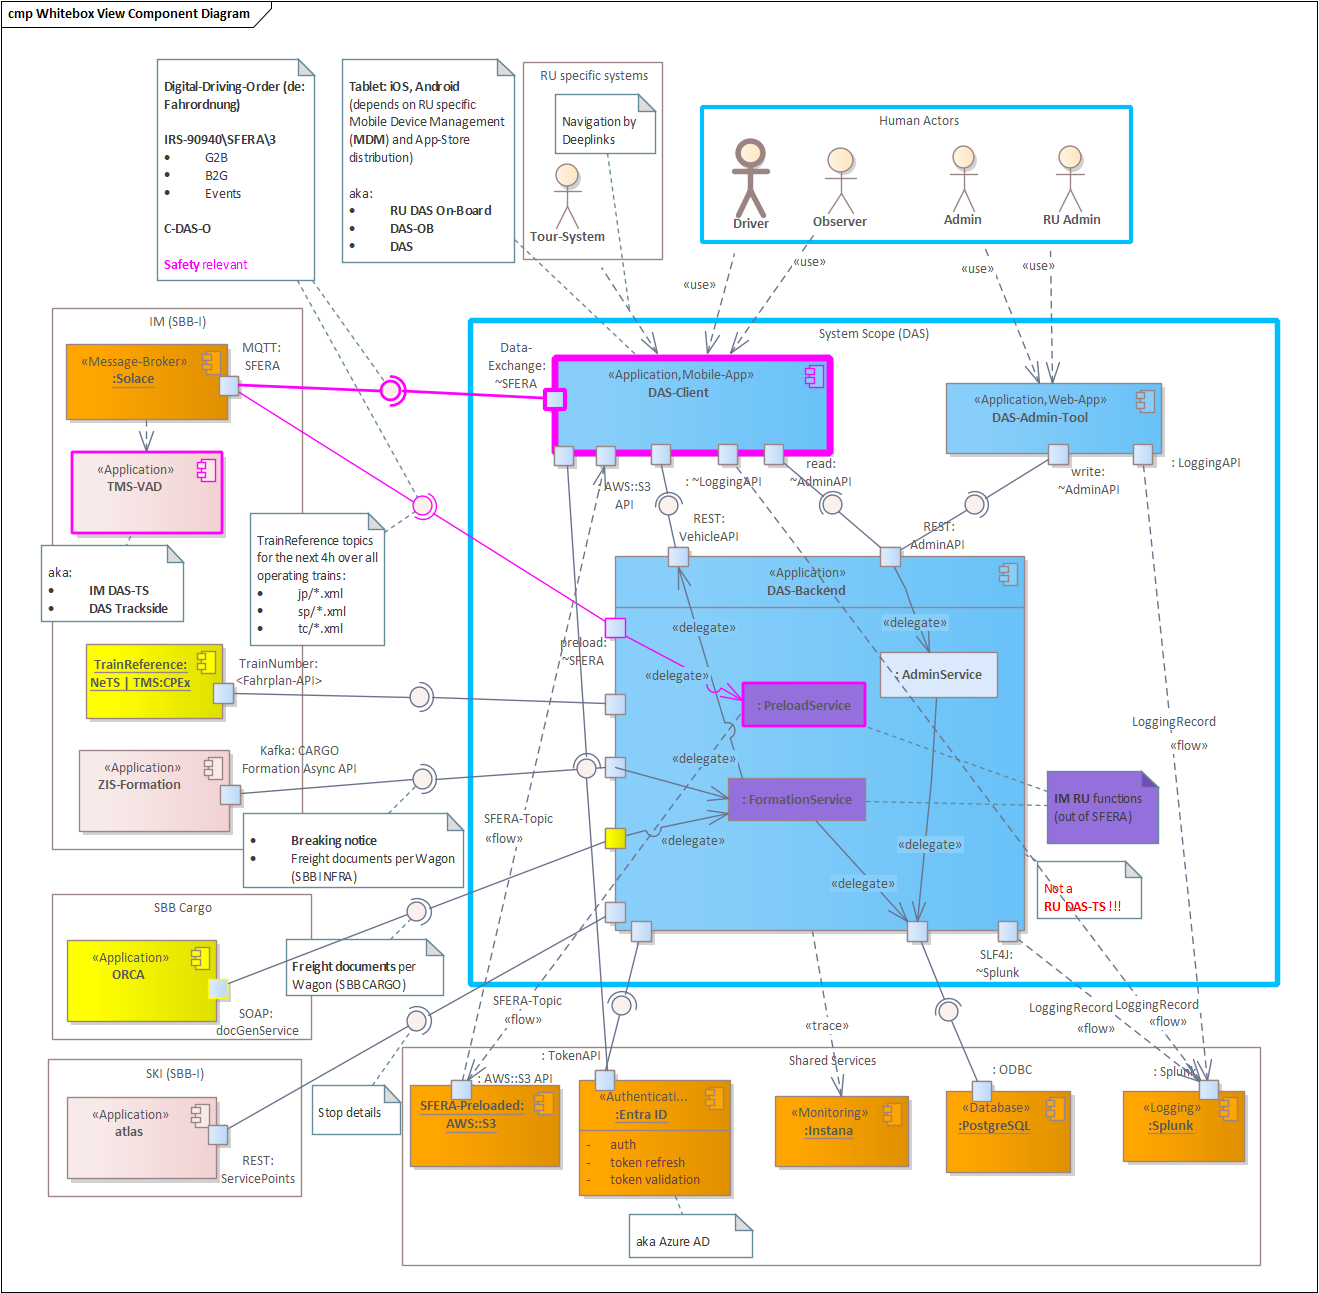 cmp Whitebox View Component Diagram
Digital-Driving-Order (de:
Fahrordnung)
IRS-90940\SFERA\3
• G2B
• B2G
• Events
C-DAS-O
Safety relevant
Tablet: iOS, Android
(depends on RU specific
Mobile Device Management
(MDM) and App-Store
distribution)
aka:
• RU DAS On-Board
• DAS-OB
• DAS
RU specific systems
Navigation by
Deeplinks
Tour-System
Human Actors
Driver
Observer
Admin
RU Admin
«use»
«use»
«use»
«use»
IM (SBB-I)
«Message-Broker»
:Solace
MQTT:
SFERA
«Application»
TMS-VAD
aka:
• IM DAS-TS
• DAS Trackside
TrainReference topics
for the next 4h over all
operating trains:
• jp/*.xml
• sp/*.xml
• tc/*.xml
TrainReference:
NeTS | TMS:CPEx
TrainNumber:
<Fahrplan-API>
«Application»
ZIS-Formation
Kafka: CARGO
Formation Async API
• Breaking notice
• Freight documents per Wagon
(SBB INFRA)
System Scope (DAS)
Data-
Exchange:
~SFERA
«Application,Mobile-App»
DAS-Client
«Application,Web-App»
DAS-Admin-Tool
AWS::S3
API
: ~LoggingAPI
read:
~AdminAPI
write:
~AdminAPI
: LoggingAPI
REST:
VehicleAPI
REST:
AdminAPI
«Application»
DAS-Backend
«delegate»
«delegate»
preload:
~SFERA
«delegate»
: AdminService
: PreloadService
«delegate»
: FormationService
«delegate»
«delegate»
«delegate»
LoggingRecord
«flow»
IM RU functions
(out of SFERA)
Not a
RU DAS-TS !!!
SFERA-Topic
«flow»
SLF4J:
~Splunk
SBB Cargo
«Application»
ORCA
SOAP:
docGenService
Freight documents per
Wagon (SBB CARGO)
SFERA-Topic
«flow»
«trace»
LoggingRecord
«flow»
LoggingRecord
«flow»
SKI (SBB-I)
«Application»
atlas
REST:
ServicePoints
Stop details
Shared Services
: AWS::S3 API
SFERA-Preloaded:
AWS::S3
: TokenAPI
«Authenticati...
:Entra ID
- auth
- token refresh
- token validation
aka Azure AD
«Monitoring»
:Instana
: ODBC
«Database»
:PostgreSQL
: Splunk
«Logging»
:Splunk